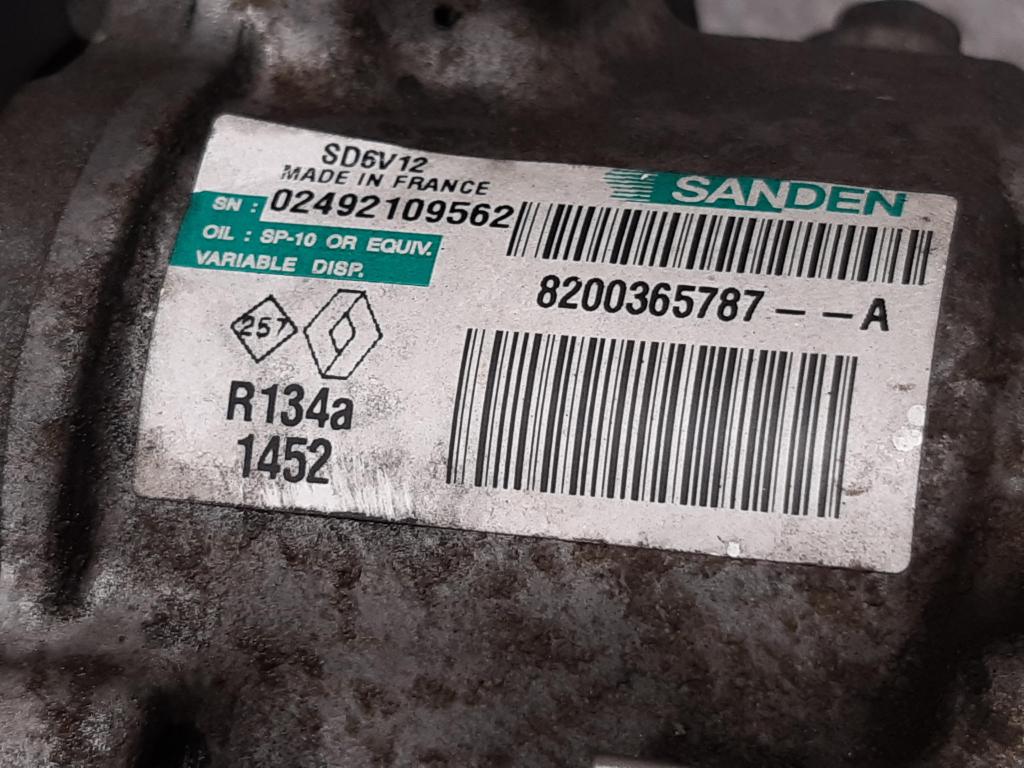 SD6V12
MADE IN FRANCE
SANDEN
SN : 02492109562
OIL : SP-10 OR EQUIV.
VARIABLE DISP.
8200365787 - - A
257
R134a
1452